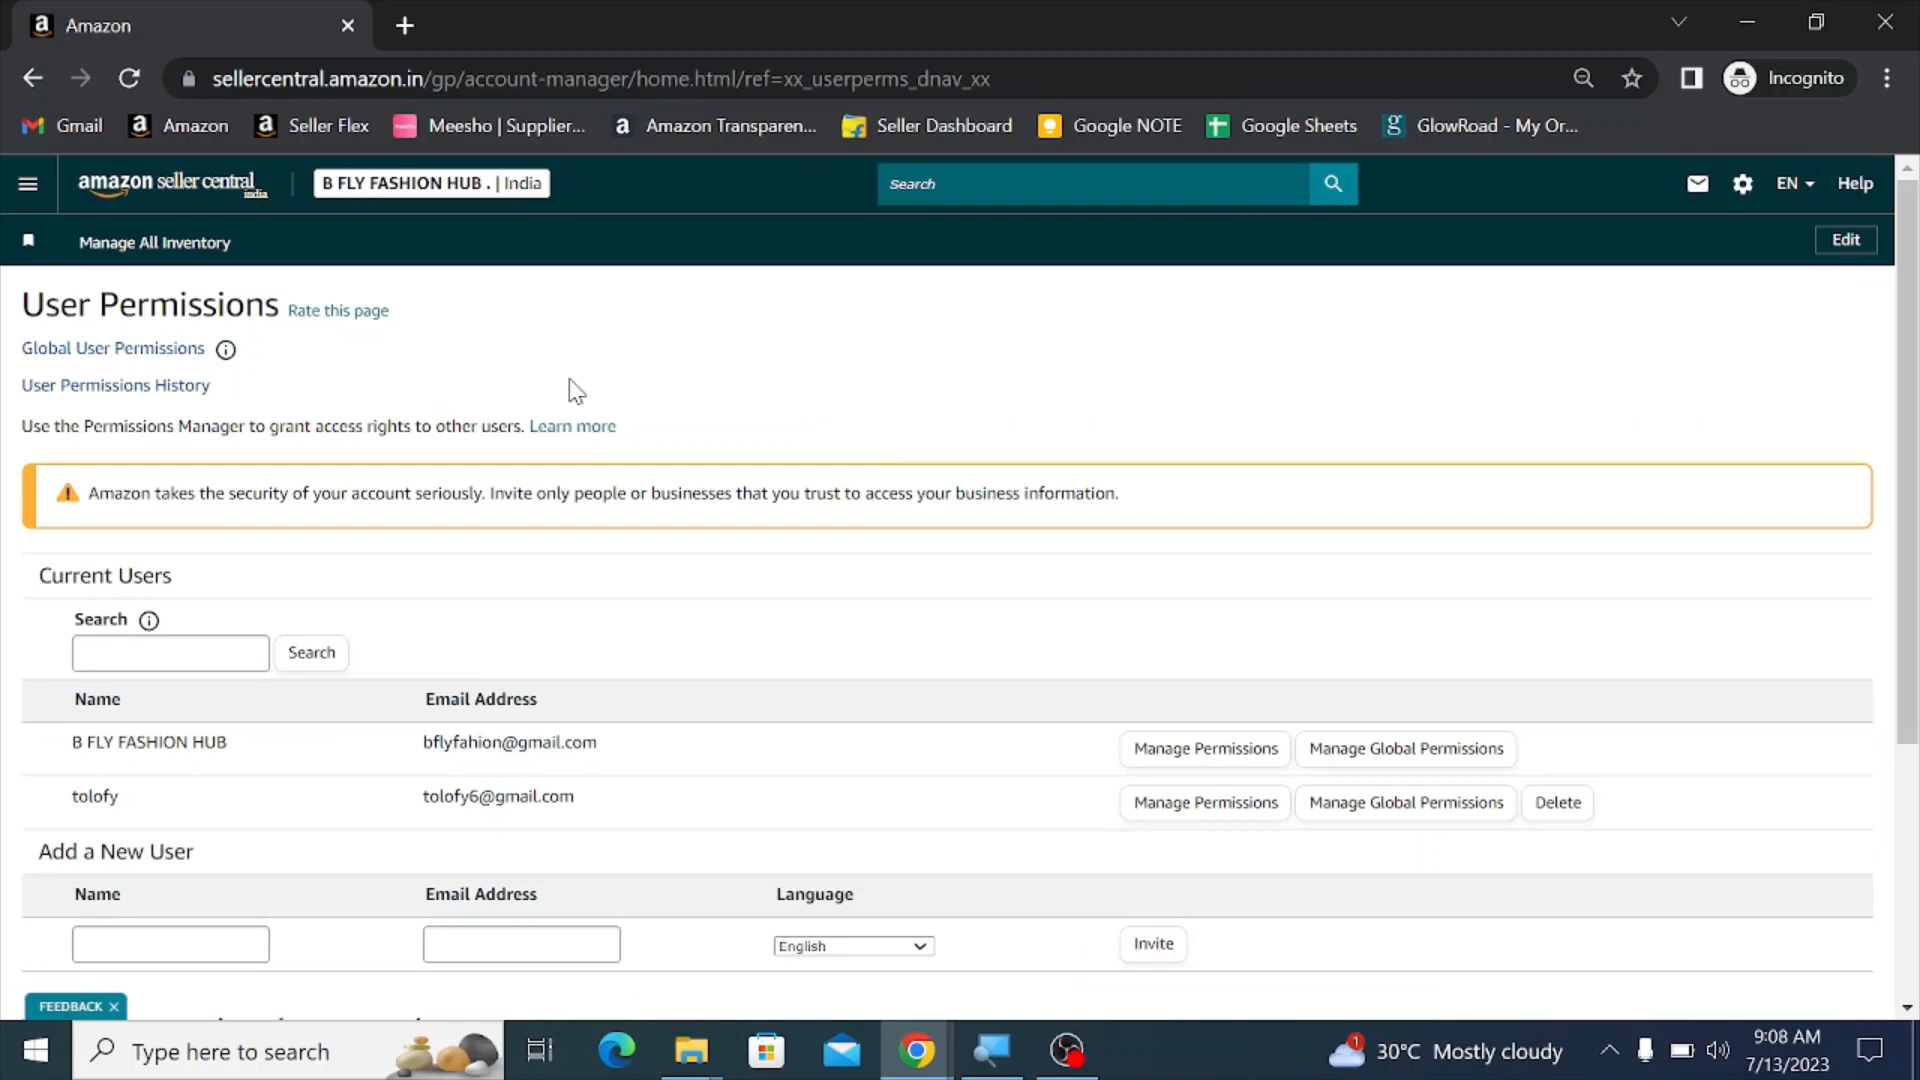 Amazon
sellercentral.amazon.in/gp/account-manager/home.html/ref=xx_userperms_dnav_xx
Incognito
Gmail
Amazon
Seller Flex
Meesho | Supplier...
Amazon Transparen...
Seller Dashboard
Google NOTE
Google Sheets
GlowRoad - My Or...
amazon seller central
india
B FLY FASHION HUB . | India
Search
EN
Help
Manage All Inventory
Edit
User Permissions Rate this page
Global User Permissions
User Permissions History
Use the Permissions Manager to grant access rights to other users. Learn more
Amazon takes the security of your account seriously. Invite only people or businesses that you trust to access your business information.
Current Users
Search
Search
Name Email Address
B FLY FASHION HUB bflyfahion@gmail.com Manage Permissions Manage Global Permissions
tolofy tolofy6@gmail.com Manage Permissions Manage Global Permissions Delete
Add a New User
Name Email Address Language
English Invite
FEEDBACK
Type here to search
1
30°C Mostly cloudy
9:08 AM
7/13/2023